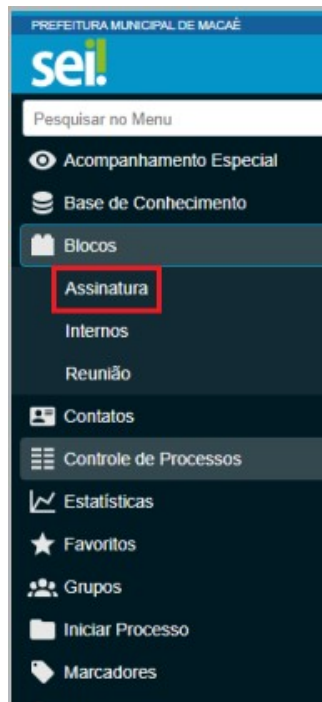 PREFEITURA MUNICIPAL DE MACAÉ
sei!
Pesquisar no Menu
Acompanhamento Especial
Base de Conhecimento
Blocos
Assinatura
Internos
Reunião
Contatos
Controle de Processos
Estatísticas
Favoritos
Grupos
Iniciar Processo
Marcadores